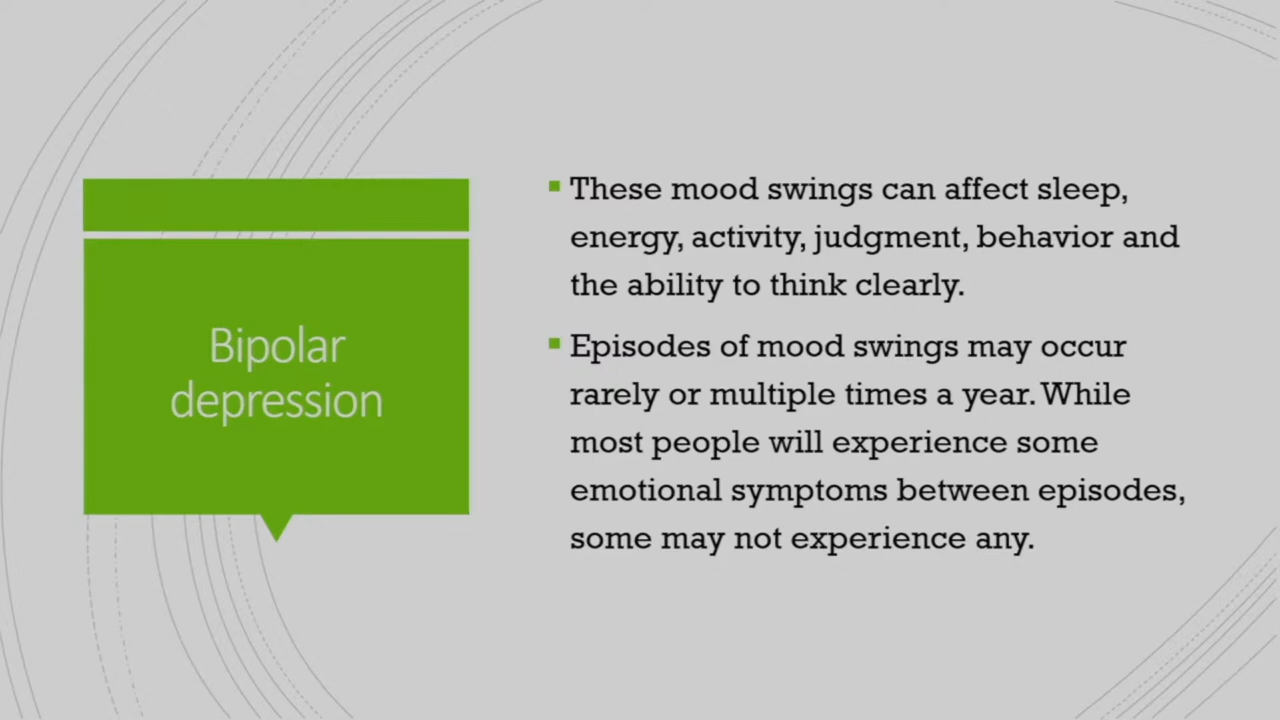 Bipolar
depression
These mood swings can affect sleep,
energy, activity, judgment, behavior and
the ability to think clearly.
Episodes of mood swings may occur
rarely or multiple times a year. While
most people will experience some
emotional symptoms between episodes,
some may not experience any.